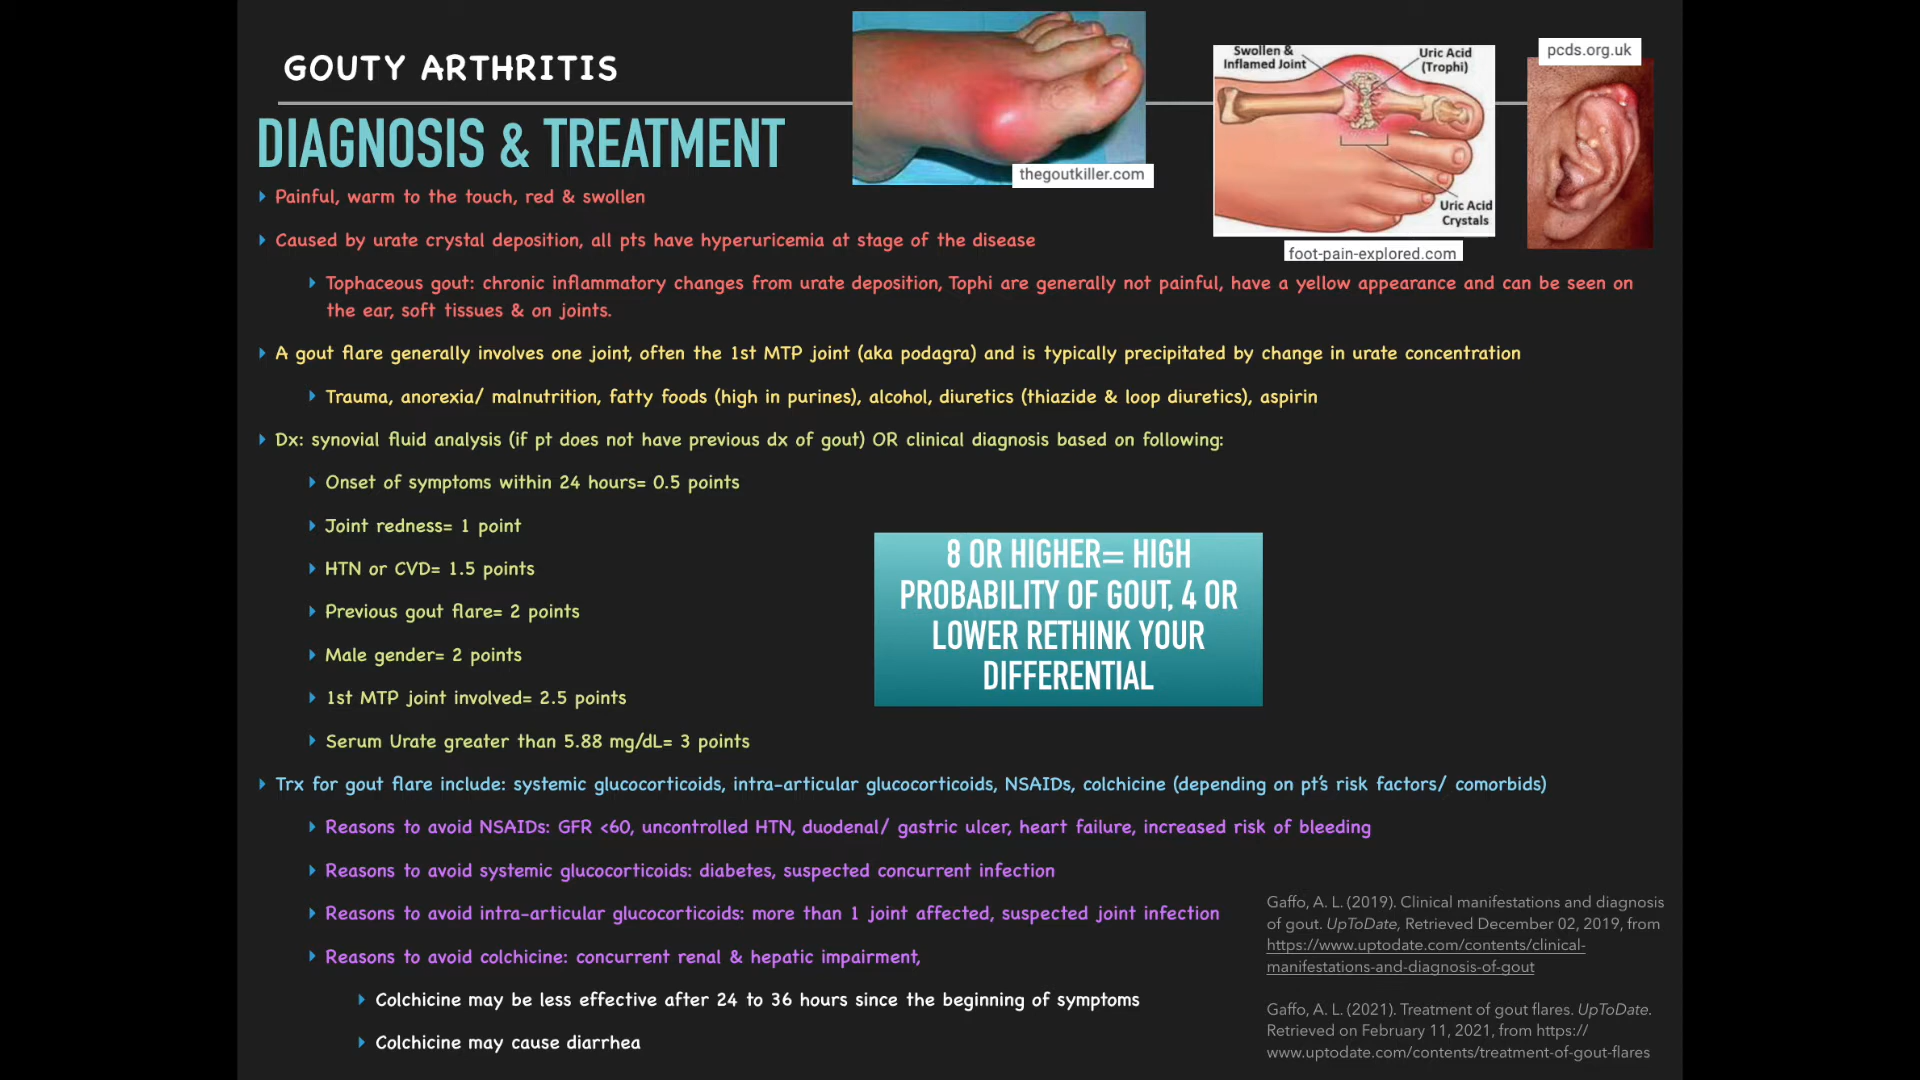 GOUTY ARTHRITIS
DIAGNOSIS & TREATMENT
thegoutkiller.com
Swollen &
Inflamed Joint
Uric Acid
(Trophi)
Uric Acid
Crystals
foot-pain-explored.com
pcds.org.uk
Painful, warm to the touch, red & swollen
Caused by urate crystal deposition, all pts have hyperuricemia at stage of the disease
Tophaceous gout: chronic inflammatory changes from urate deposition, Tophi are generally not painful, have a yellow appearance and can be seen on
the ear, soft tissues & on joints.
A gout flare generally involves one joint, often the 1st MTP joint (aka podagra) and is typically precipitated by change in urate concentration
Trauma, anorexia/ malnutrition, fatty foods (high in purines), alcohol, diuretics (thiazide & loop diuretics), aspirin
Dx: synovial fluid analysis (if pt does not have previous dx of gout) OR clinical diagnosis based on following:
Onset of symptoms within 24 hours= 0.5 points
Joint redness= 1 point
HTN or CVD= 1.5 points
Previous gout flare= 2 points
Male gender= 2 points
1st MTP joint involved= 2.5 points
Serum Urate greater than 5.88 mg/dL= 3 points
8 OR HIGHER= HIGH
PROBABILITY OF GOUT, 4 OR
LOWER RETHINK YOUR
DIFFERENTIAL
Trx for gout flare include: systemic glucocorticoids, intra-articular glucocorticoids, NSAIDs, colchicine (depending on pt's risk factors/ comorbids)
Reasons to avoid NSAIDs: GFR <60, uncontrolled HTN, duodenal/ gastric ulcer, heart failure, increased risk of bleeding
Reasons to avoid systemic glucocorticoids: diabetes, suspected concurrent infection
Reasons to avoid intra-articular glucocorticoids: more than 1 joint affected, suspected joint infection
Reasons to avoid colchicine: concurrent renal & hepatic impairment,
Colchicine may be less effective after 24 to 36 hours since the beginning of symptoms
Colchicine may cause diarrhea
Gaffo, A. L. (2019). Clinical manifestations and diagnosis
of gout. UpToDate, Retrieved December 02, 2019, from
https://www.uptodate.com/contents/clinical-
manifestations-and-diagnosis-of-gout
Gaffo, A. L. (2021). Treatment of gout flares. UpToDate.
Retrieved on February 11, 2021, from https://
www.uptodate.com/contents/treatment-of-gout-flares